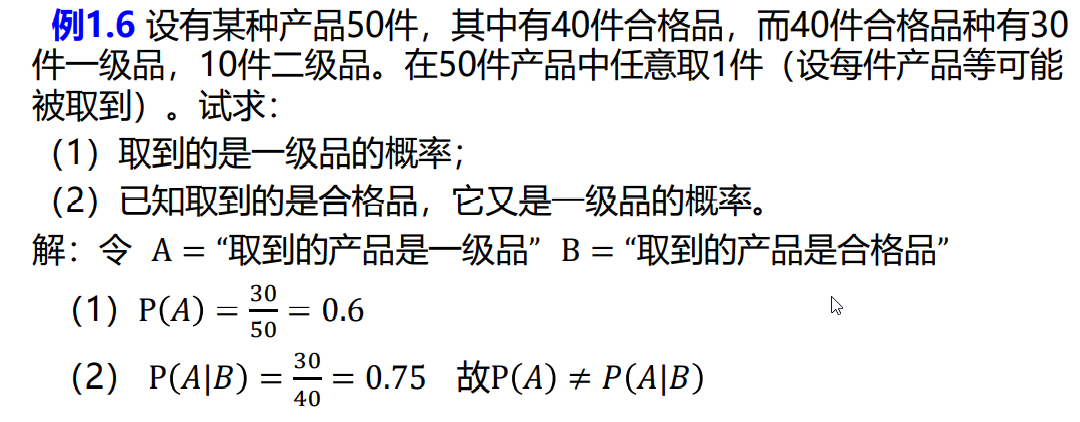 例1.6 设有某种产品50件，其中有40件合格品，而40件合格品种有30
件一级品，10件二级品。在50件产品中任意取1件（设每件产品等可能
被取到）。试求：
（1）取到的是一级品的概率；
（2）已知取到的是合格品，它又是一级品的概率。
解：令 A = “取到的产品是一级品” B = “取到的产品是合格品”
（1）P(A) = 30/50 = 0.6
（2） P(A|B) = 30/40 = 0.75 故P(A) ≠ P(A|B)